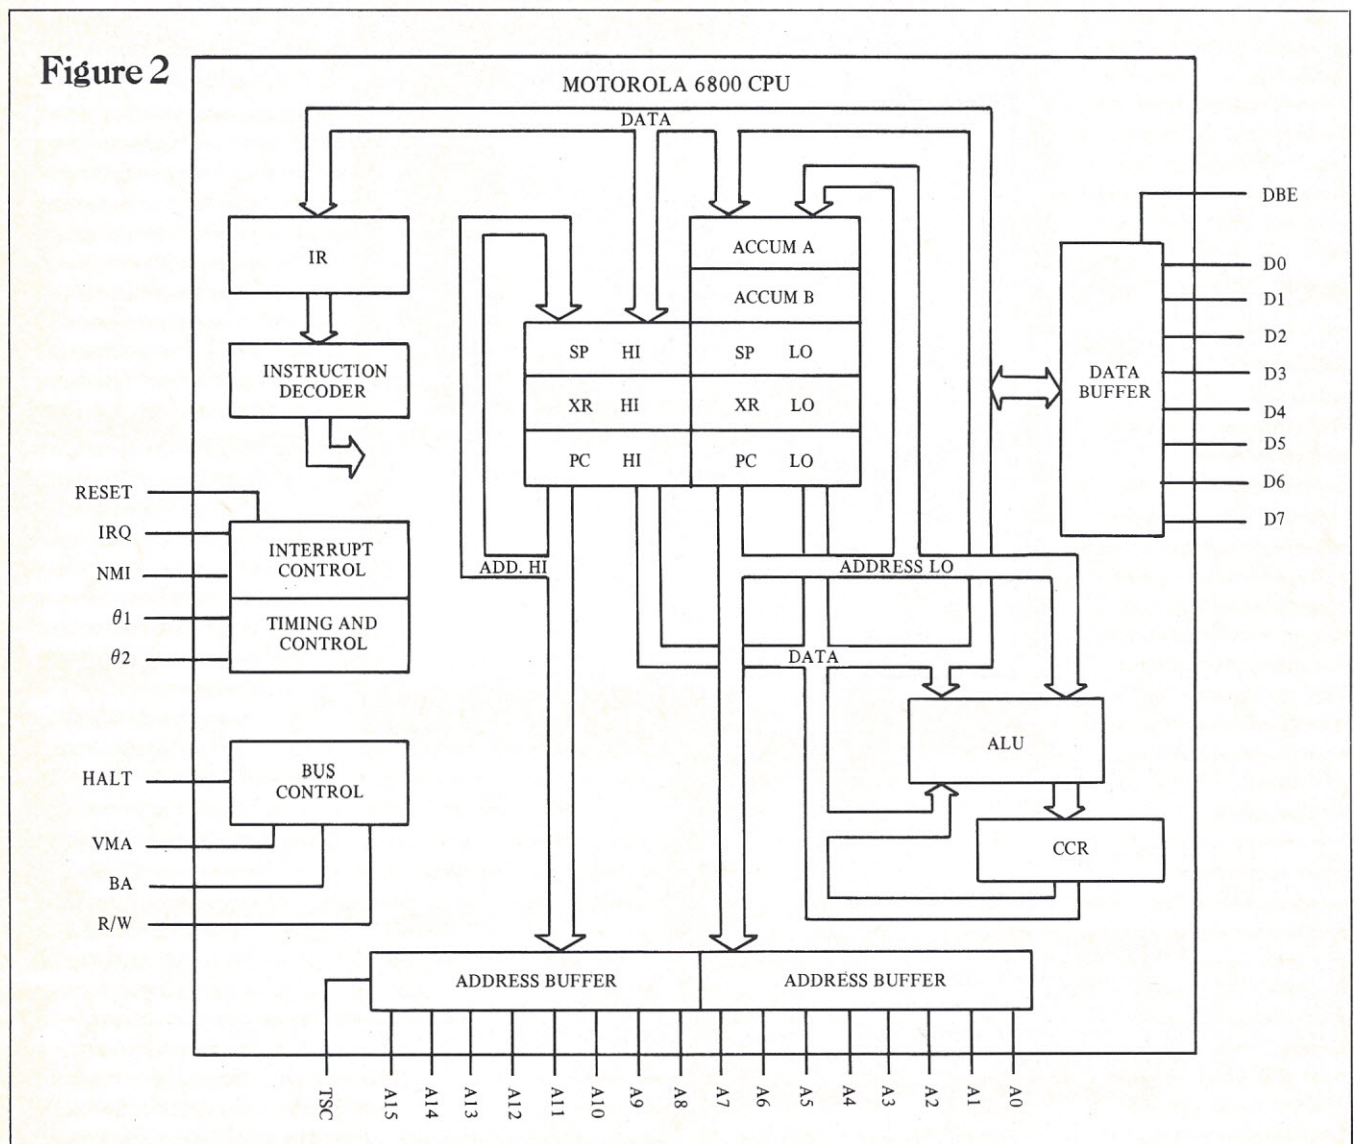 Figure 2
MOTOROLA 6800 CPU
DATA
DBE
IR
ACCUM A
ACCUM B
SP HI
SP LO
XR HI
XR LO
PC HI
PC LO
INSTRUCTION
DECODER
DATA
BUFFER
D0
D1
D2
D3
D4
D5
D6
D7
RESET
IRQ
NMI
θ1
θ2
INTERRUPT
CONTROL
TIMING AND
CONTROL
ADD. HI
ADDRESS LO
DATA
ALU
CCR
HALT
VMA
BA
R/W
BUS
CONTROL
ADDRESS BUFFER
ADDRESS BUFFER
TSC
A15
A14
A13
A12
A11
A10
A9
A8
A7
A6
A5
A4
A3
A2
A1
A0